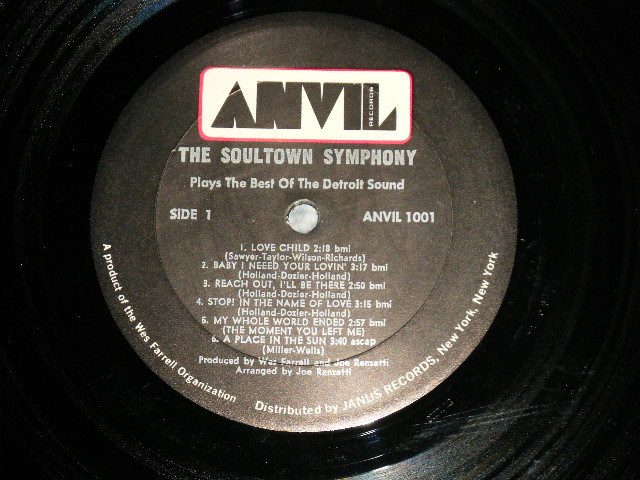 ANVIL
RECORDS
THE SOULTOWN SYMPHONY
Plays The Best Of The Detroit Sound
SIDE 1 ANVIL 1001
1. LOVE CHILD 2:18 bmi
(Sawyer-Taylor-Wilson-Richards)
2. BABY I NEEED YOUR LOVIN' 3:17 bmi
(Holland-Dozier-Holland)
3. REACH OUT, I'LL BE THERE 2:50 bmi
(Holland-Dozier-Holland)
4. STOP! IN THE NAME OF LOVE 3:15 bmi
(Holland-Dozier-Holland)
5. MY WHOLE WORLD ENDED 2:57 bmi
(THE MOMENT YOU LEFT ME)
6. A PLACE IN THE SUN 3:40 ascap
(Miller-Wells)
Produced by Wes Farrell and Joe Renzetti
Arranged by Joe Renzetti
A product of the Wes Farrell Organization
Distributed by JANUS RECORDS, New York, New York